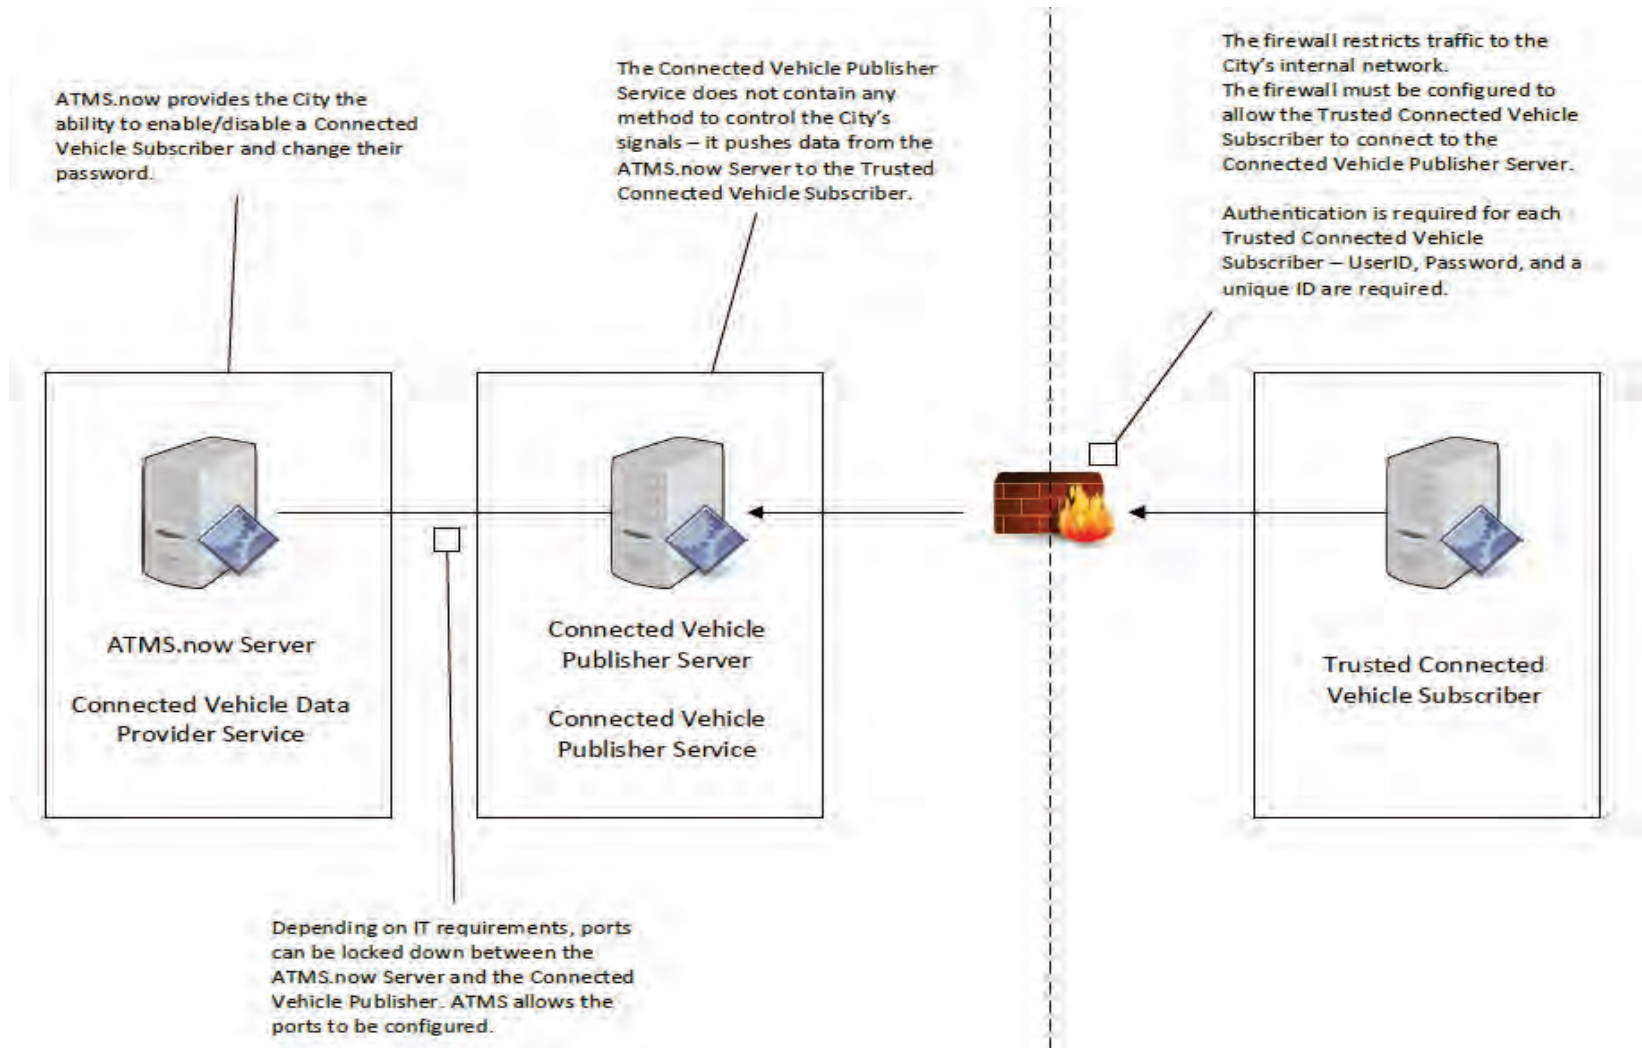 ATMS.now provides the City the
ability to enable/disable a Connected
Vehicle Subscriber and change their
password.
The Connected Vehicle Publisher
Service does not contain any
method to control the City's
signals – it pushes data from the
ATMS.now Server to the Trusted
Connected Vehicle Subscriber.
The firewall restricts traffic to the
City's internal network.
The firewall must be configured to
allow the Trusted Connected Vehicle
Subscriber to connect to the
Connected Vehicle Publisher Server.
Authentication is required for each
Trusted Connected Vehicle
Subscriber – UserID, Password, and a
unique ID are required.
ATMS.now Server
Connected Vehicle Data
Provider Service
Connected Vehicle
Publisher Server
Connected Vehicle
Publisher Service
Trusted Connected
Vehicle Subscriber
Depending on IT requirements, ports
can be locked down between the
ATMS.now Server and the Connected
Vehicle Publisher. ATMS allows the
ports to be configured.